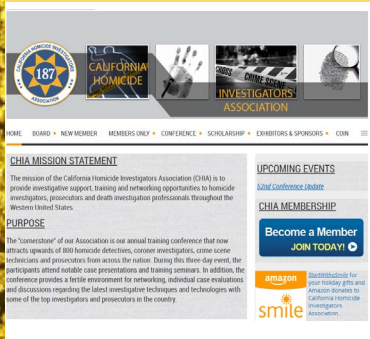 CALIFORNIA HOMICIDE INVESTIGATORS
187
ASSOCIATION
CALIFORNIA
HOMICIDE
CRIME SCENE
INVESTIGATORS
ASSOCIATION
HOME BOARD NEW MEMBER MEMBERS ONLY CONFERENCE SCHOLARSHIP EXHIBITORS & SPONSORS COIN
CHIA MISSION STATEMENT
The mission of the California Homicide Investigators Association (CHIA) is to
provide investigative support, training and networking opportunities to homicide
investigators, prosecutors and death investigation professionals throughout the
Western United States.
PURPOSE
The "cornerstone" of our Association is our annual training conference that now
attracts upwards of 800 homicide detectives, coroner investigators, crime scene
technicians and prosecutors from across the nation. During this three-day event, the
participants attend notable case presentations and training seminars. In addition, the
conference provides a fertile environment for networking, individual case evaluations
and discussions regarding the latest investigative techniques and technologies with
some of the top investigators and prosecutors in the country.
UPCOMING EVENTS
52nd Conference Update
CHIA MEMBERSHIP
Become a Member
JOIN TODAY!
amazon
smile
StartWithaSmile for
your holiday gifts and
Amazon donates to
California Homicide
Investigators
Association.